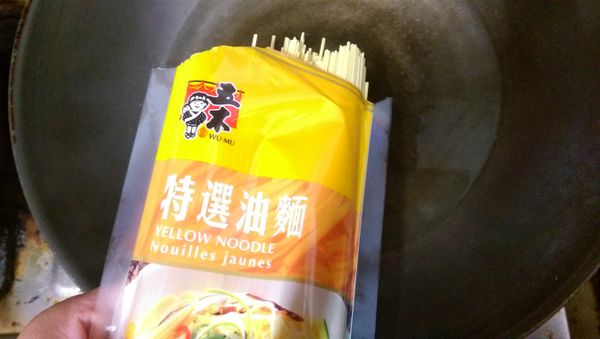 五木
WU-MU
特選油麵
YELLOW NOODLE
Nouilles jaunes